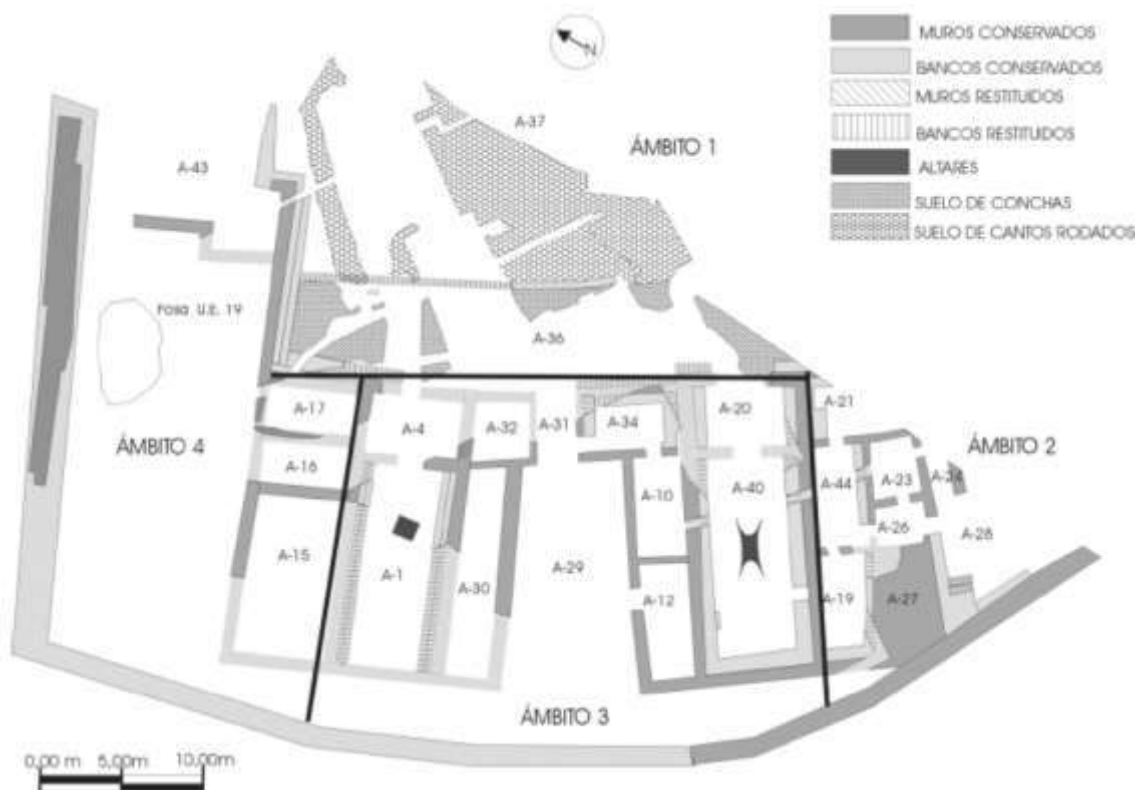 N
MUROS CONSERVADOS
BANCOS CONSERVADOS
MUROS RESTITUIDOS
BANCOS RESTITUIDOS
ALTARES
SUELO DE CONCHAS
SUELO DE CANTOS RODADOS
A-37
ÁMBITO 1
A-43
Fosa U.E. 19
A-36
A-17
A-4
A-32
A-31
A-34
A-20
A-21
ÁMBITO 4
ÁMBITO 2
A-16
A-10
A-40
A-44
A-23
A-24
A-26
A-28
A-15
A-1
A-30
A-29
A-12
A-19
A-27
ÁMBITO 3
0,00 m 5,00m 10,00m